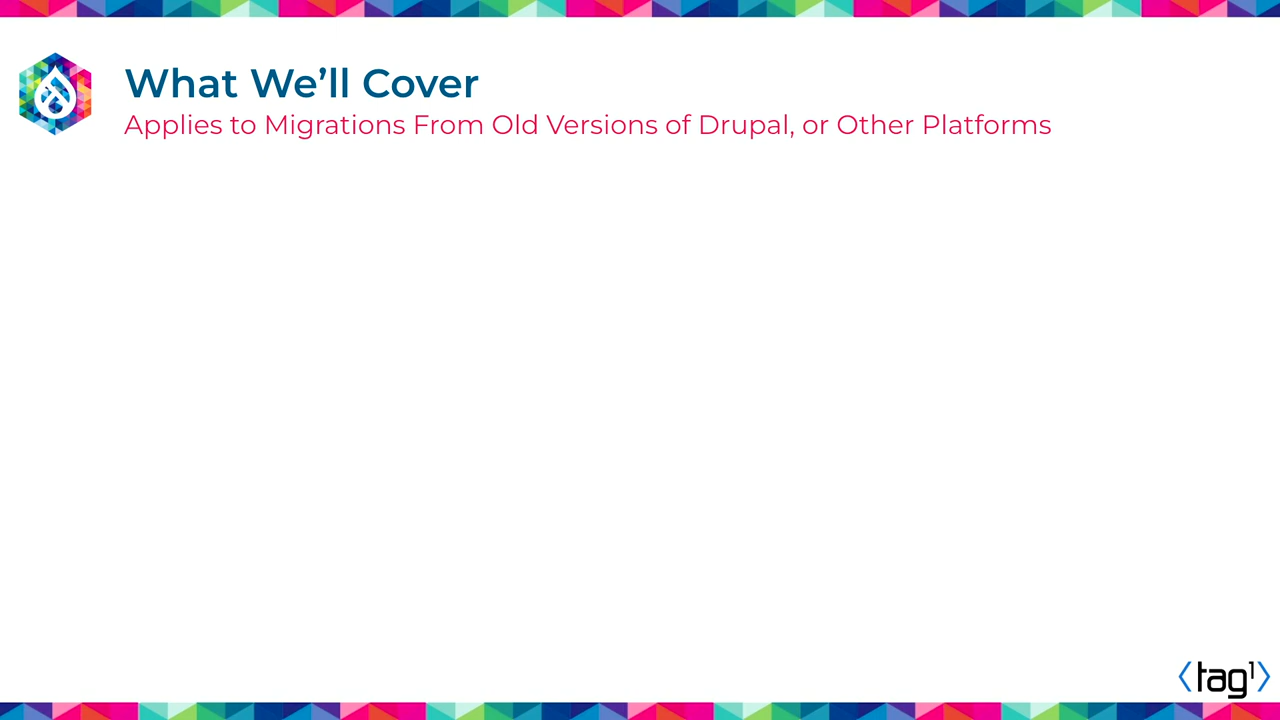 What We’ll Cover
Applies to Migrations From Old Versions of Drupal, or Other Platforms
〈tag1〉